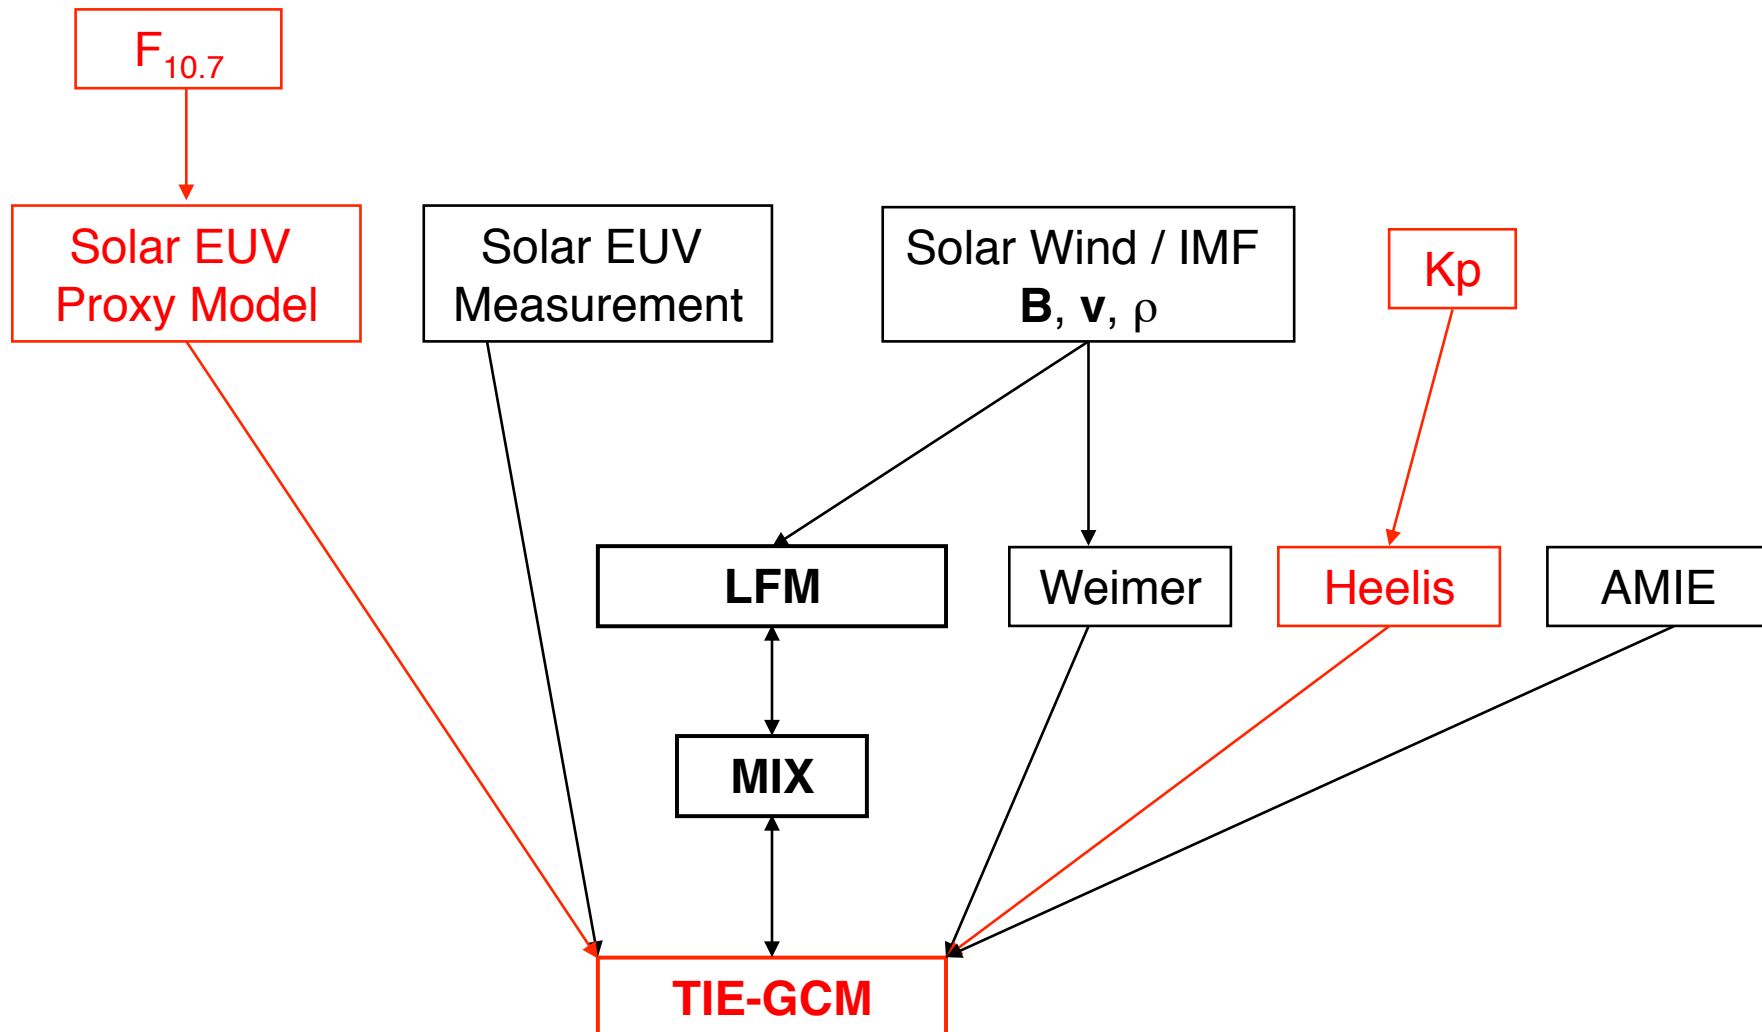 F10.7
Solar EUV
Proxy Model
Solar EUV
Measurement
Solar Wind / IMF
B, v, ρ
Kp
LFM
Weimer
Heelis
AMIE
MIX
TIE-GCM